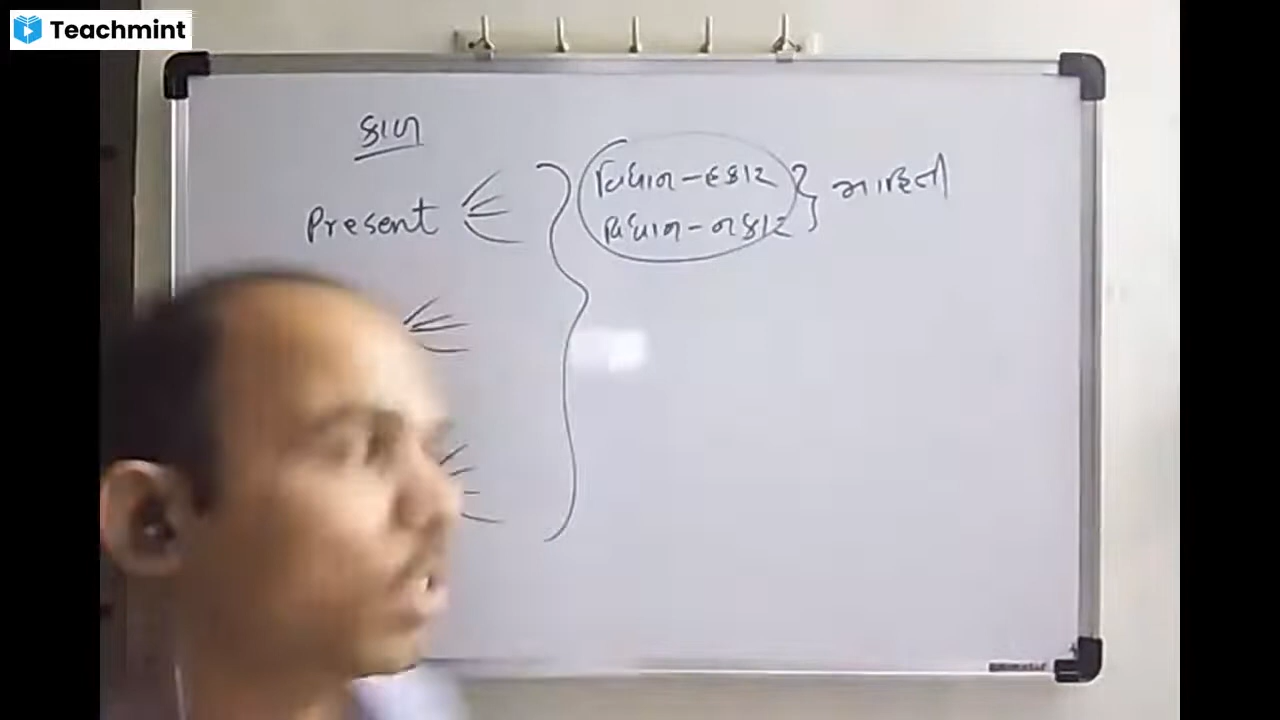 Teachmint
કાળ
Present
વિધાન - હકાર
વિધાન - નકાર
માહિતી